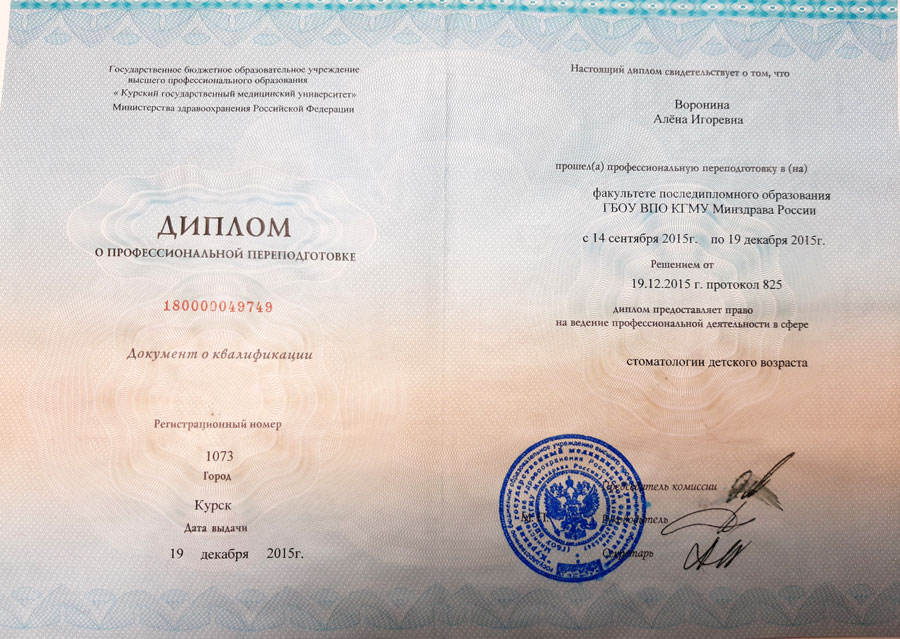 Государственное бюджетное образовательное учреждение
высшего профессионального образования
« Курский государственный медицинский университет»
Министерства здравоохранения Российской Федерации
ДИПЛОМ
О ПРОФЕССИОНАЛЬНОЙ ПЕРЕПОДГОТОВКЕ
180000049749
Документ о квалификации
Регистрационный номер
1073
Город
Курск
Дата выдачи
19 декабря 2015г.
Настоящий диплом свидетельствует о том, что
Воронина
Алёна Игоревна
прошел(а) профессиональную переподготовку в (на)
факультете последипломного образования
ГБОУ ВПО КГМУ Минздрава России
с 14 сентября 2015г. по 19 декабря 2015г.
Решением от
19.12.2015 г. протокол 825
диплом предоставляет право
на ведение профессиональной деятельности в сфере
стоматологии детского возраста
Председатель комиссии
М.П.
Руководитель
Секретарь